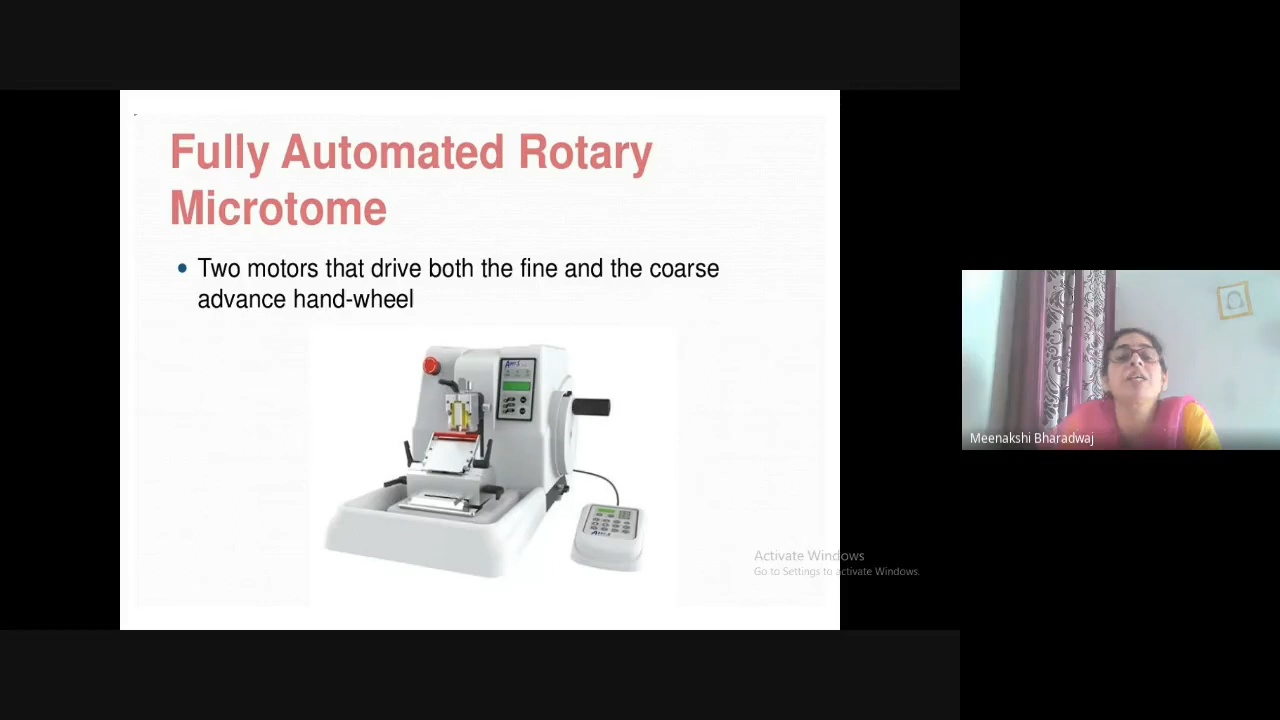 Fully Automated Rotary
Microtome
• Two motors that drive both the fine and the coarse
advance hand-wheel
Activate Windows
Go to Settings to activate Windows.
Meenakshi Bharadwaj